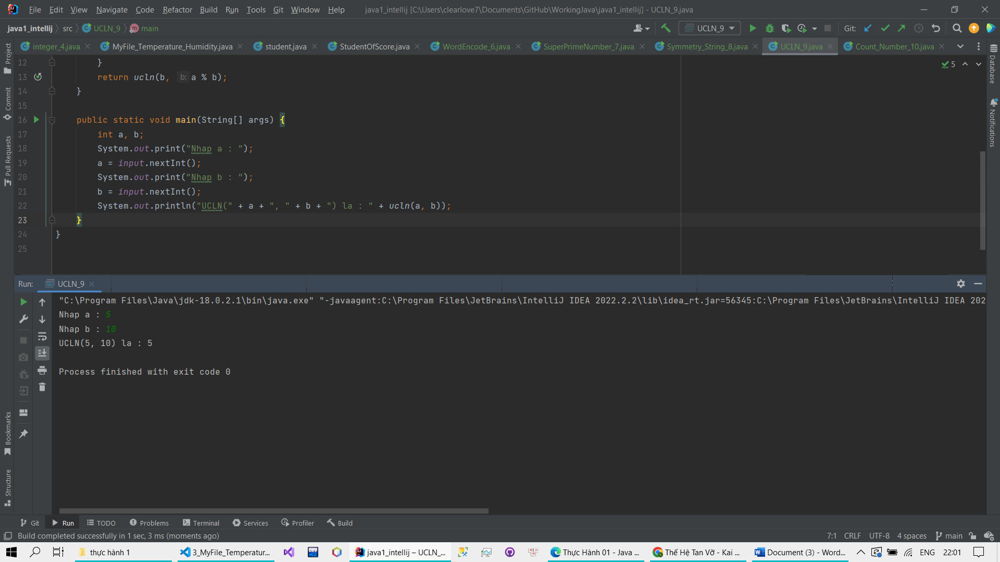 File Edit View Navigate Code Refactor Build Run Tools Git Window Help java1_intellij [C:\Users\clearlove7\Documents\GitHub\WorkingJava\java1_intellij] - UCLN_9.java
java1_intellij src UCLN_9 main UCLN_9 Git:
integer_4.java MyFile_Temperature_Humidity.java student.java StudentOfScore.java WordEncode_6.java SuperPrimeNumber_7.java Symmetry_String_8.java UCLN_9.java Count_Number_10.java
Project
Commit
Pull Requests
Bookmarks
Structure
Database
Notifications
5
12 }
13 return ucln(b, b: a % b);
14 }
15
16 public static void main(String[] args) {
17 int a, b;
18 System.out.print("Nhap a : ");
19 a = input.nextInt();
20 System.out.print("Nhap b : ");
21 b = input.nextInt();
22 System.out.println("UCLN(" + a + ", " + b + ") la : " + ucln(a, b));
23 }
24 }
25
Run: UCLN_9
"C:\Program Files\Java\jdk-18.0.2.1\bin\java.exe" "-javaagent:C:\Program Files\JetBrains\IntelliJ IDEA 2022.2.2\lib\idea_rt.jar=56345:C:\Program Files\JetBrains\IntelliJ IDEA 202
Nhap a : 5
Nhap b : 10
UCLN(5, 10) la : 5
Process finished with exit code 0
Git Run TODO Problems Terminal Services Profiler Build
Build completed successfully in 1 sec, 3 ms (moments ago) 7:1 CRLF UTF-8 4 spaces main
thực hành 1 3_MyFile_Temperatur... java1_intellij – UCLN_... Thực Hành 01 - Java ... Thế Hệ Tan Vỡ - Kai ... Document (3) - Word... ENG 22:01